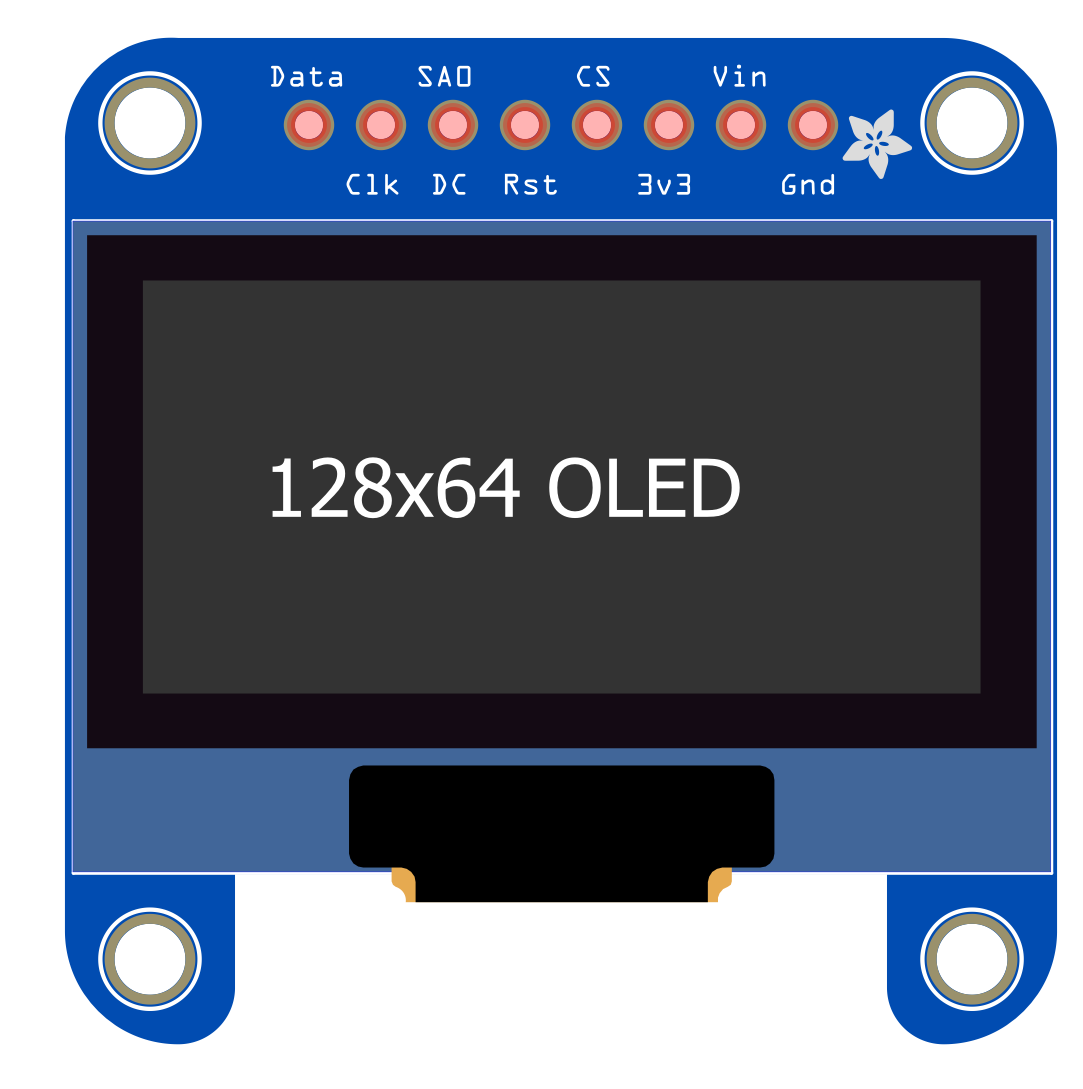 Data SA0 CS Vin
Clk DC Rst 3v3 Gnd
128x64 OLED